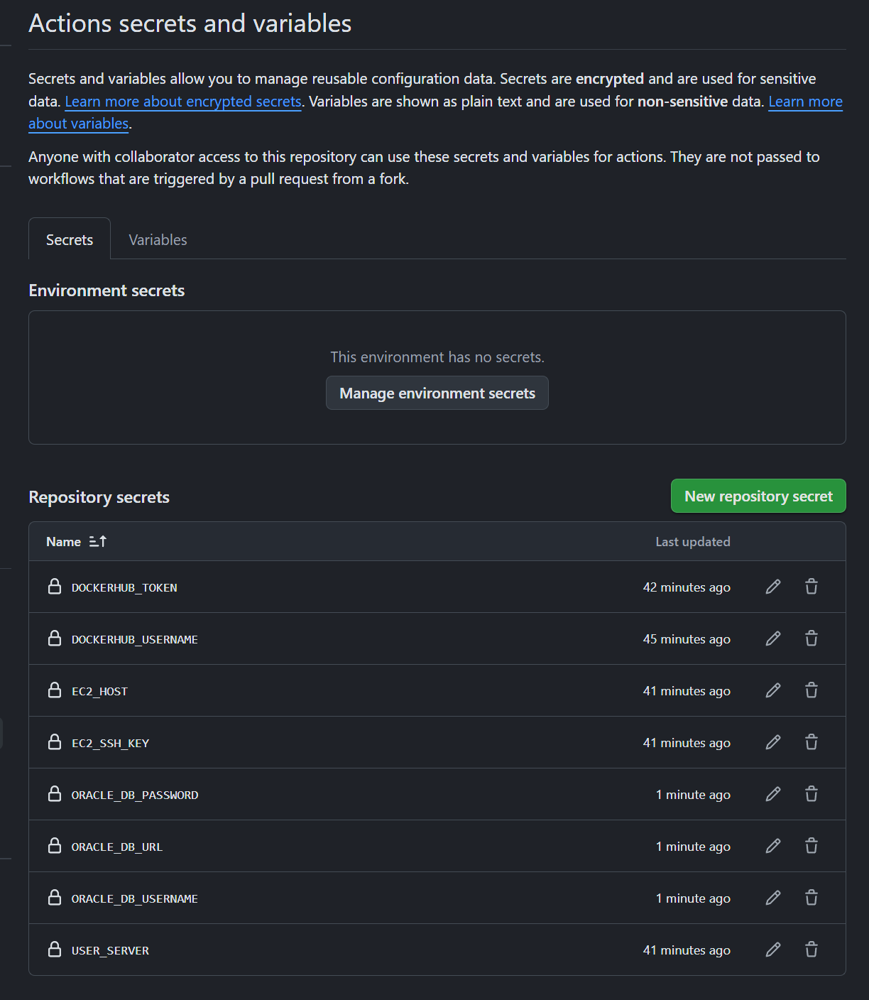 Actions secrets and variables
Secrets and variables allow you to manage reusable configuration data. Secrets are encrypted and are used for sensitive
data. Learn more about encrypted secrets. Variables are shown as plain text and are used for non-sensitive data. Learn more
about variables.
Anyone with collaborator access to this repository can use these secrets and variables for actions. They are not passed to
workflows that are triggered by a pull request from a fork.
Secrets Variables
Environment secrets
This environment has no secrets.
Manage environment secrets
Repository secrets New repository secret
Name Last updated
DOCKERHUB_TOKEN 42 minutes ago
DOCKERHUB_USERNAME 45 minutes ago
EC2_HOST 41 minutes ago
EC2_SSH_KEY 41 minutes ago
ORACLE_DB_PASSWORD 1 minute ago
ORACLE_DB_URL 1 minute ago
ORACLE_DB_USERNAME 1 minute ago
USER_SERVER 41 minutes ago